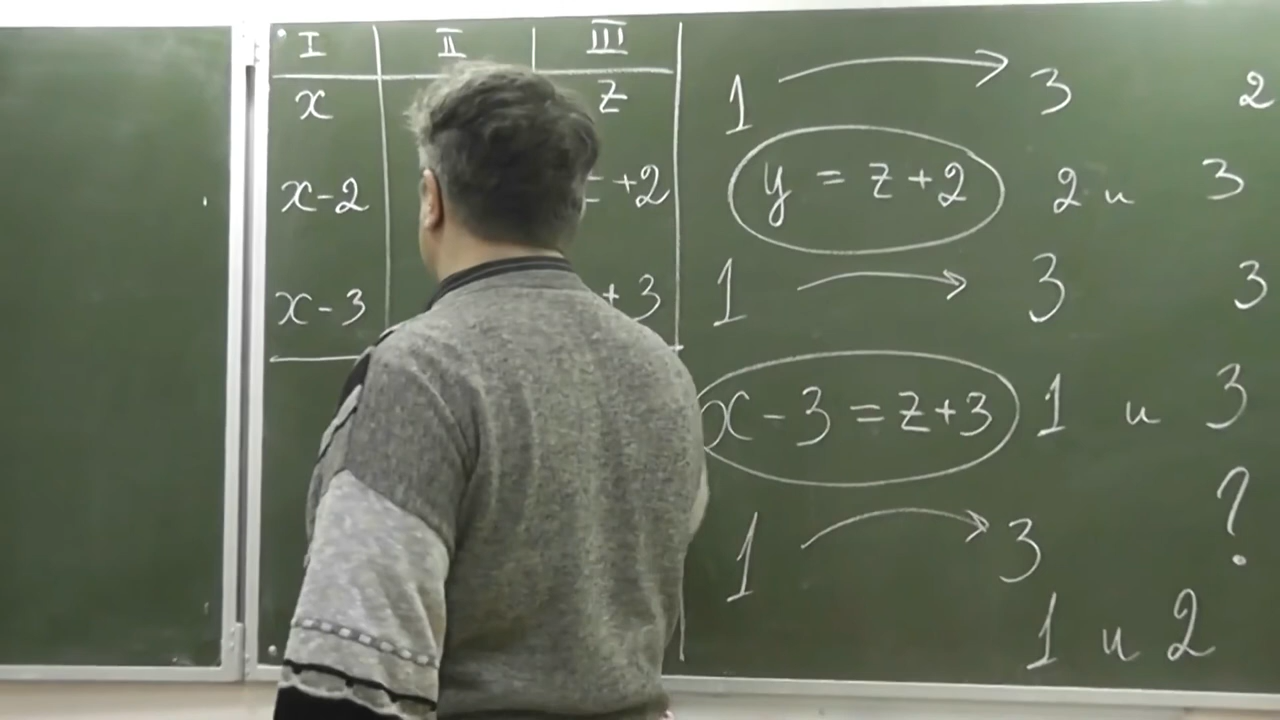 I II III
x z
x-2 +2
x-3 + 3
1 → 3 2
y = z+2 2 и 3
1 → 3 3
x-3=z+3 1 и 3
1 → 3 ?
1 и 2